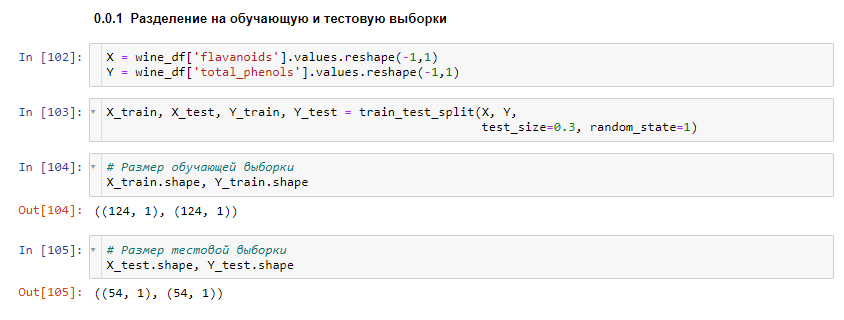 0.0.1 Разделение на обучающую и тестовую выборки
In [102]: X = wine_df['flavanoids'].values.reshape(-1,1)
Y = wine_df['total_phenols'].values.reshape(-1,1)
In [103]: X_train, X_test, Y_train, Y_test = train_test_split(X, Y,
test_size=0.3, random_state=1)
In [104]: # Размер обучающей выборки
X_train.shape, Y_train.shape
Out[104]: ((124, 1), (124, 1))
In [105]: # Размер тестовой выборки
X_test.shape, Y_test.shape
Out[105]: ((54, 1), (54, 1))